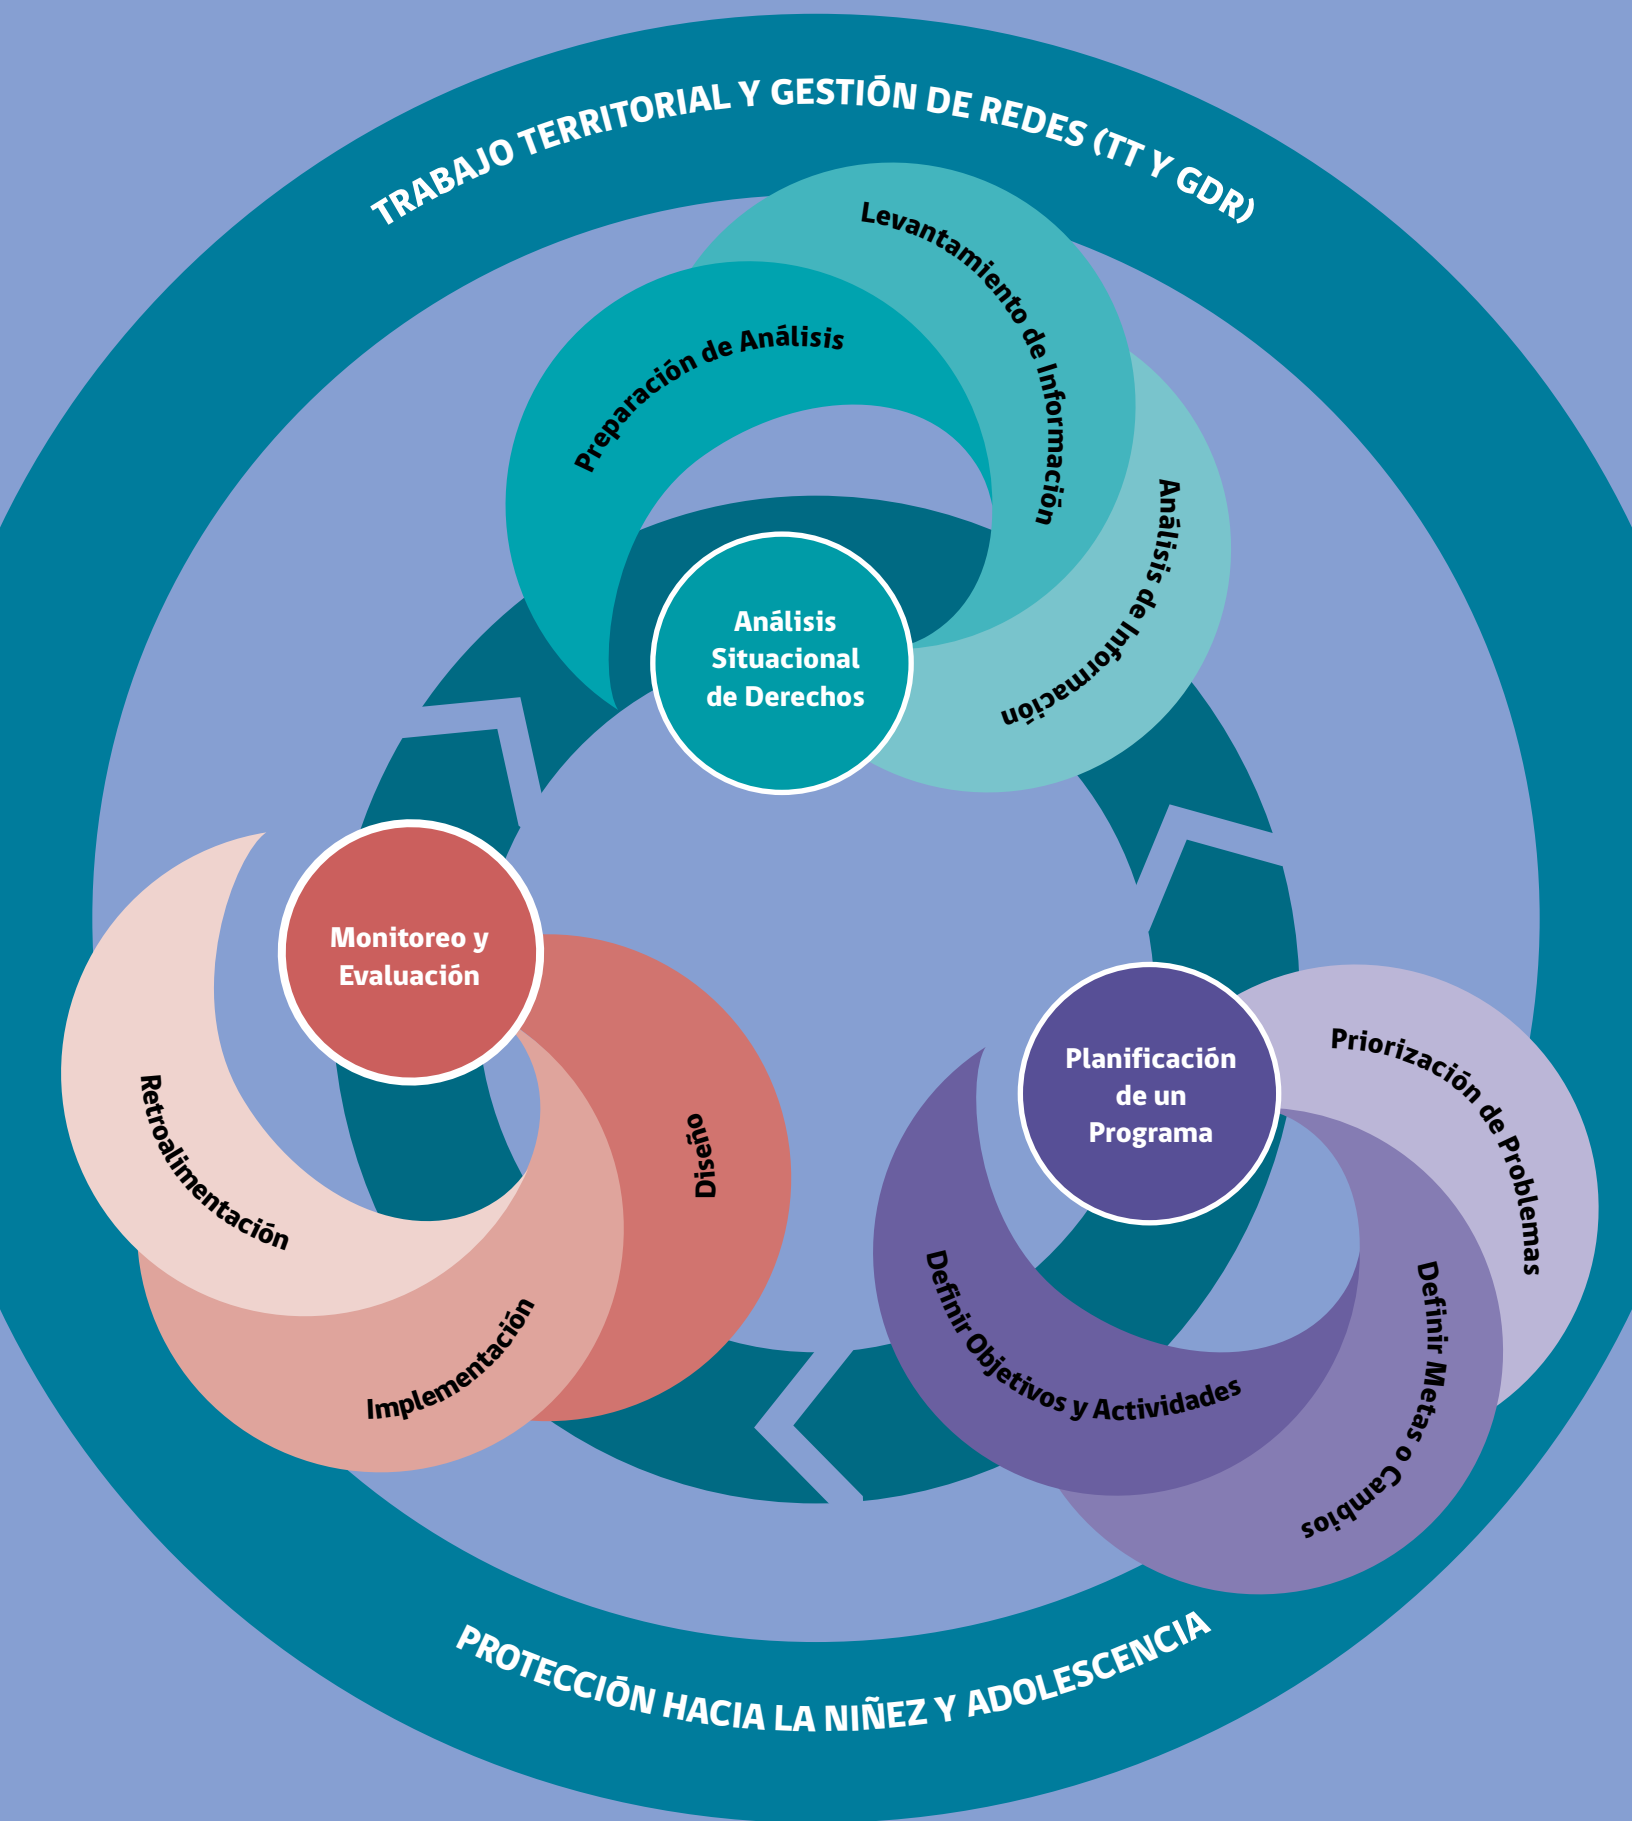 TRABAJO TERRITORIAL Y GESTIÓN DE REDES (TT Y GDR)
Levantamiento de Información
Preparación de Análisis
Análisis de Información
Análisis
Situacional
de Derechos
Monitoreo y
Evaluación
Planificación
de un
Programa
Priorización de Problemas
Definir Metas o Cambios
Definir Objetivos y Actividades
Diseño
Implementación
Retroalimentación
PROTECCIÓN HACIA LA NIÑEZ Y ADOLESCENCIA